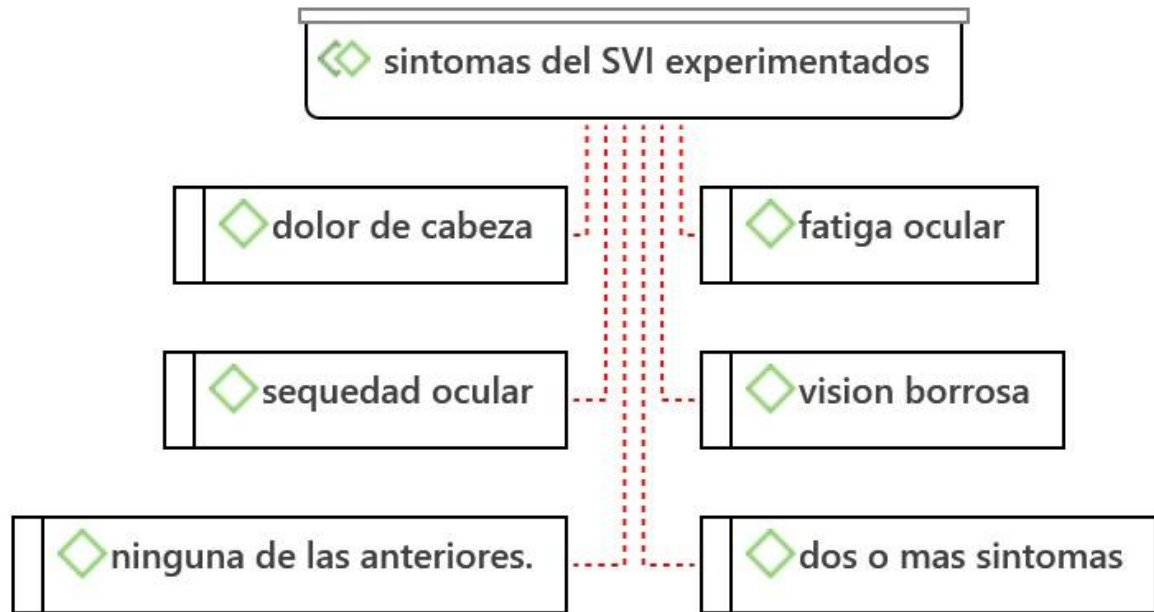 sintomas del SVI experimentados
dolor de cabeza
fatiga ocular
sequedad ocular
vision borrosa
ninguna de las anteriores.
dos o mas sintomas